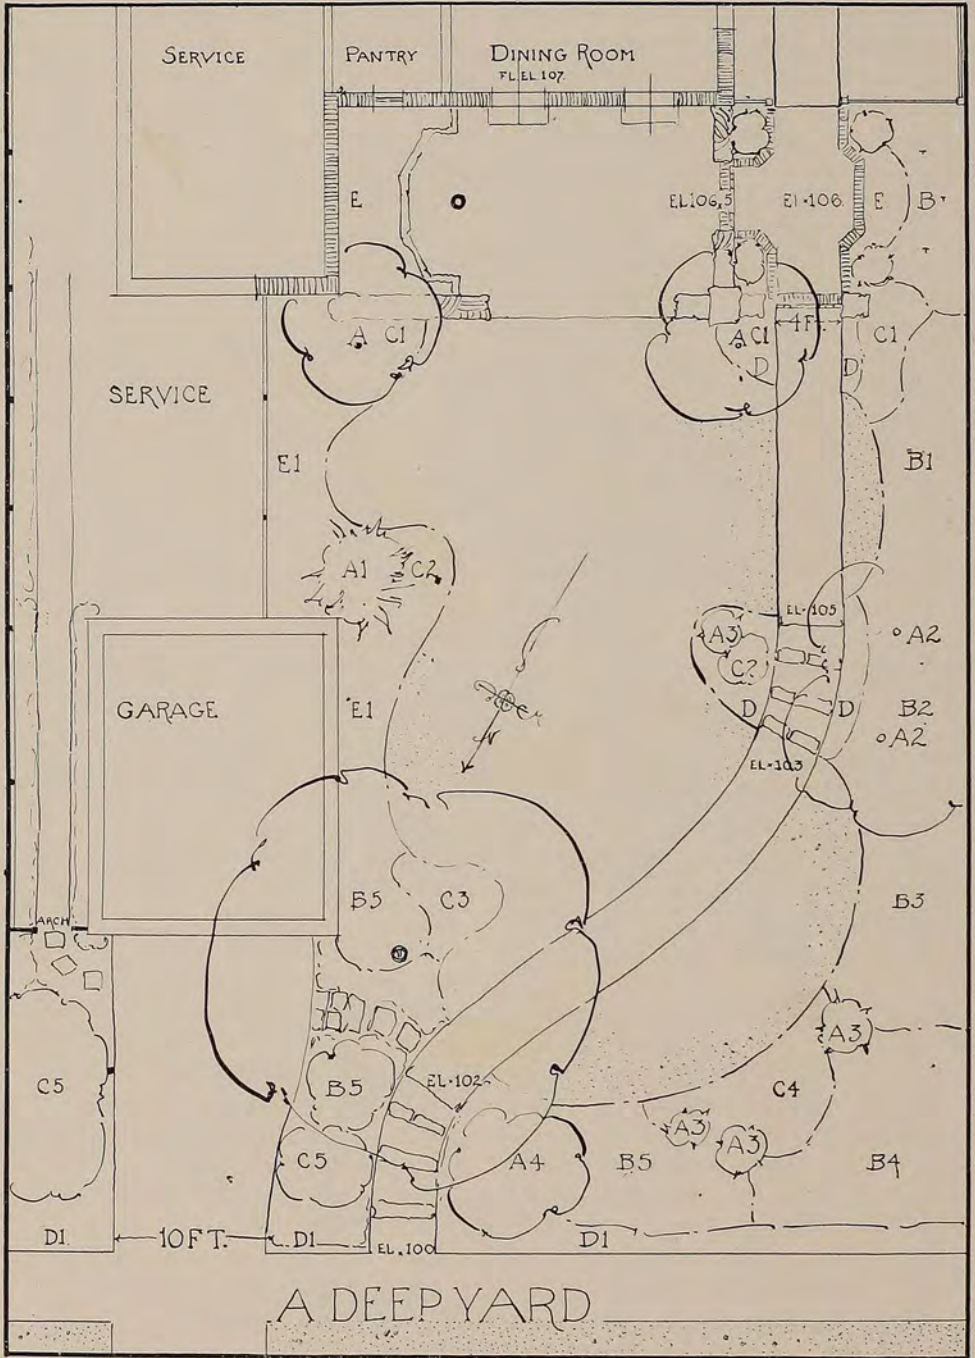 SERVICE
PANTRY
DINING ROOM
FL. EL. 107.
E
EL 106.5
EL•106.
E
B
A C1
A C1
4 F.
C1
D
D
SERVICE
E1
B1
A1
C2
EL•105
A3
A2
C2
GARAGE
E1
D
D
B2
A2
N
EL•103
B5
C3
B3
ARCH
A3
C5
B5
EL•102
C4
A3
A3
C5
A4
B5
B4
D1
10 FT.
D1
EL. 100
D1
A DEEP YARD